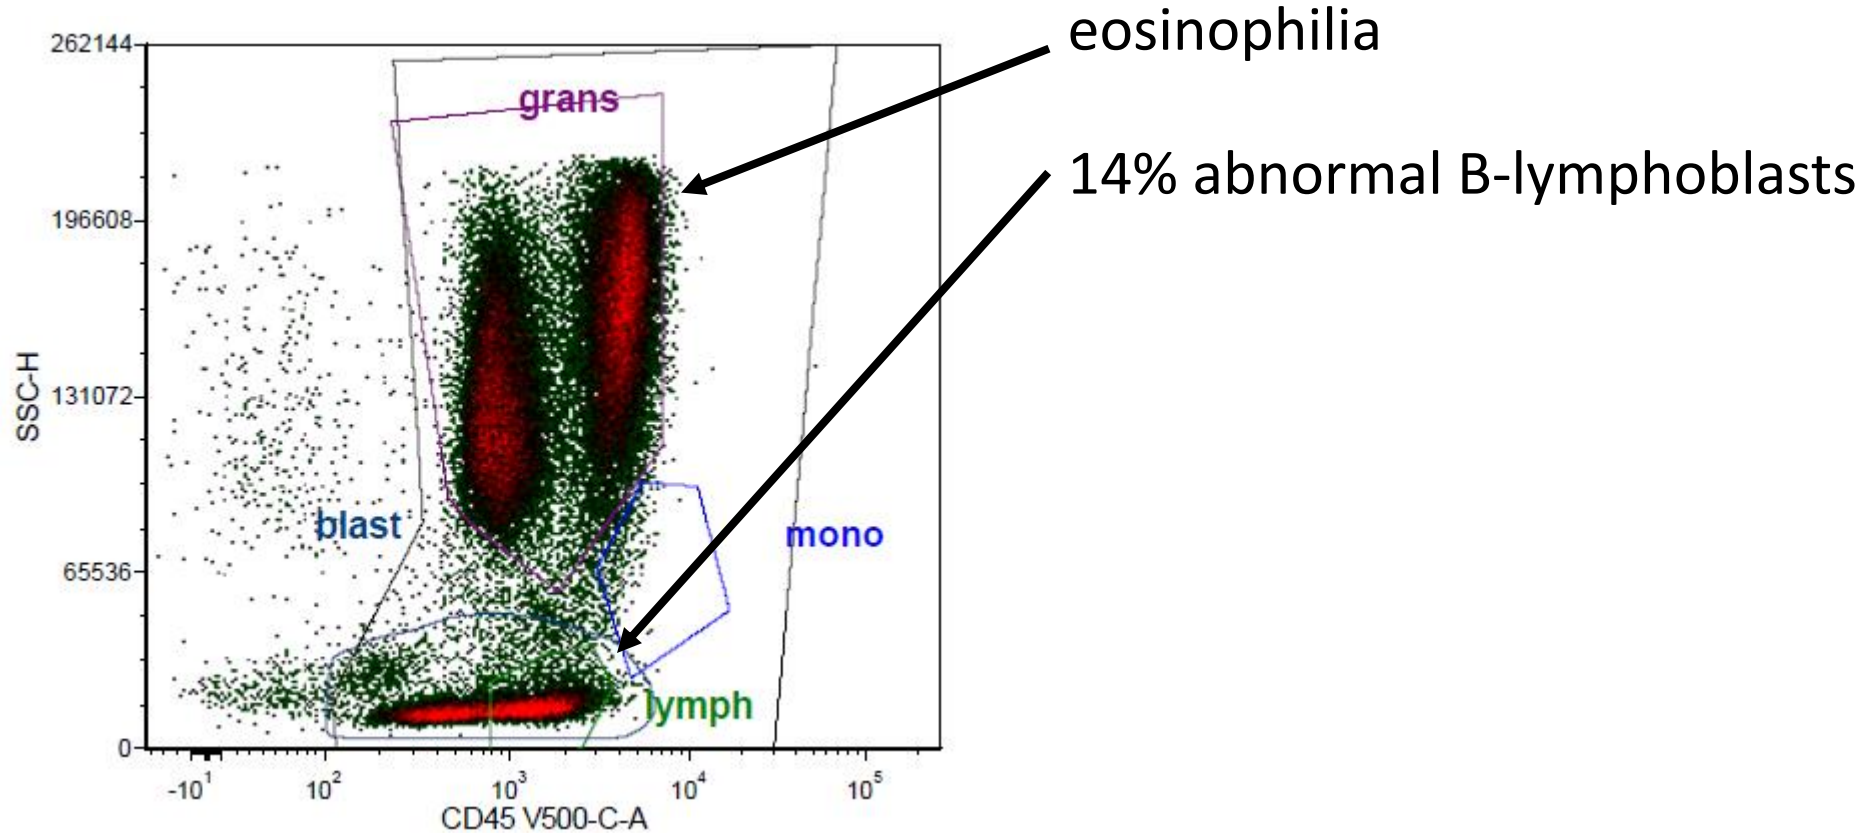 eosinophilia
14% abnormal B-lymphoblasts
262144
196608
131072
65536
0
SSC-H
grans
blast
mono
lymph
-10¹
10²
10³
10⁴
10⁵
CD45 V500-C-A